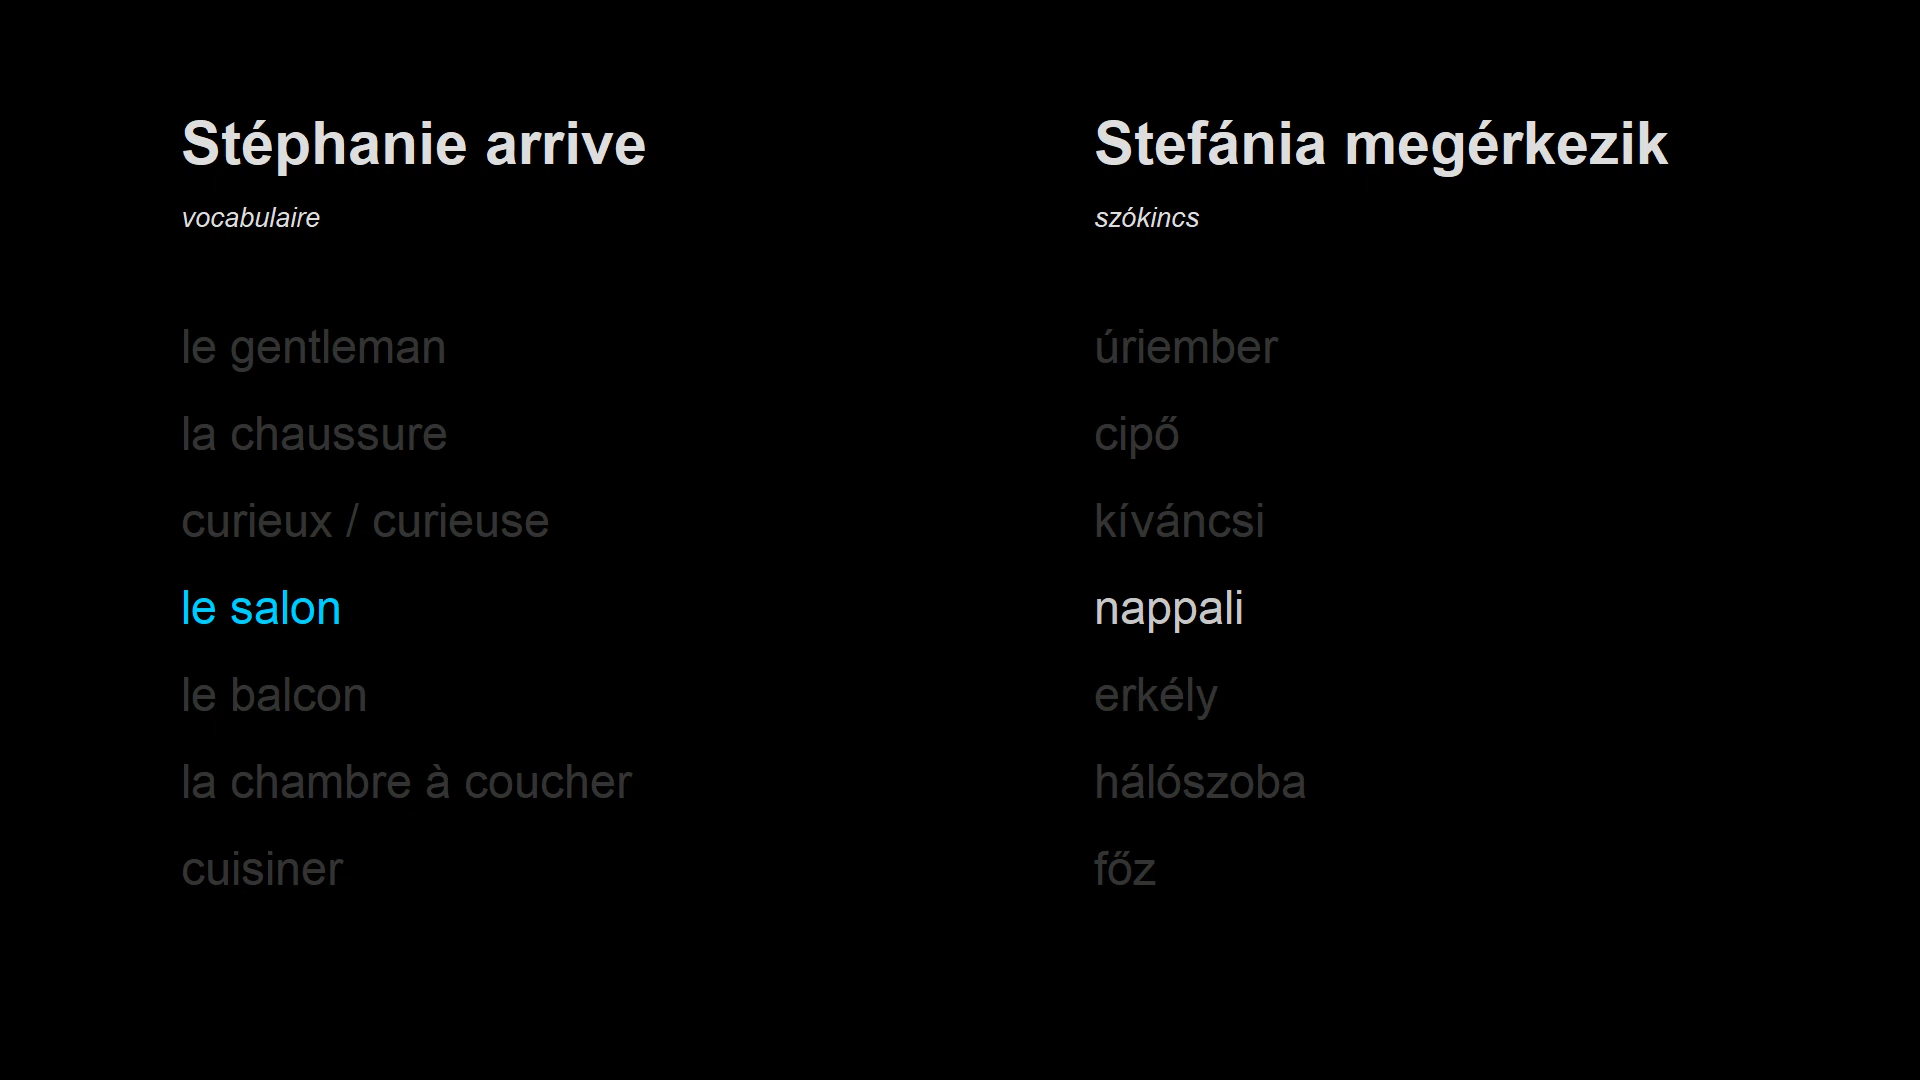 Stéphanie arrive
vocabulaire
le gentleman
la chaussure
curieux / curieuse
le salon
le balcon
la chambre à coucher
cuisiner
Stefánia megérkezik
szókincs
úriember
cipő
kíváncsi
nappali
erkély
hálószoba
főz